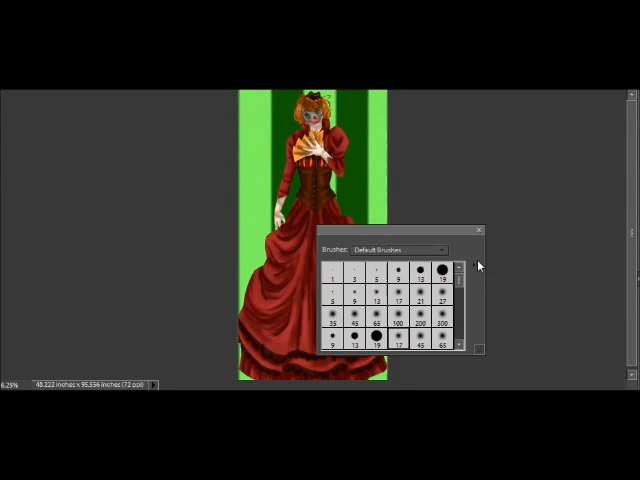 Brushes: Default Brushes
1 3 5 9 13 19
5 9 13 17 21 27
35 45 65 100 200 300
9 13 19 17 45 65
6.25% 48.222 inches x 95.556 inches (72 ppi)